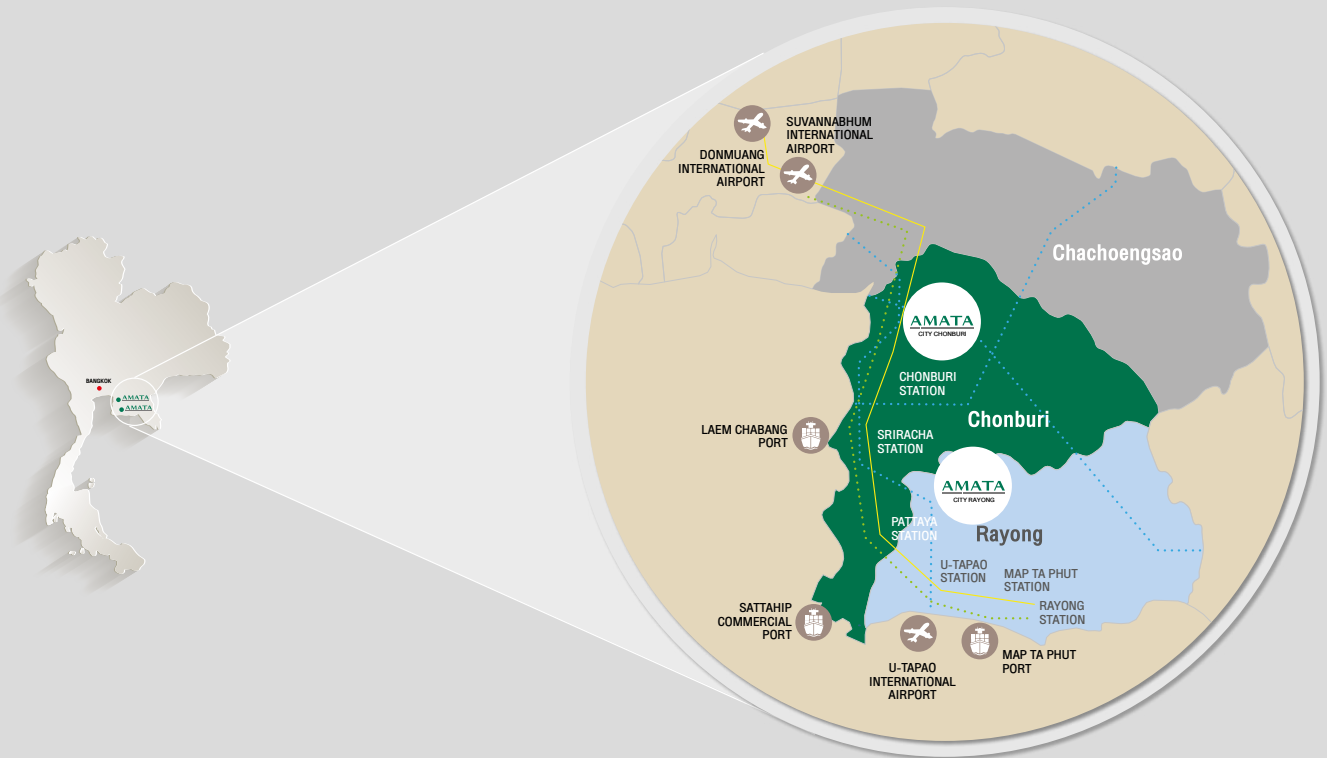 SUVANNABHUM
INTERNATIONAL
AIRPORT
DONMUANG
INTERNATIONAL
AIRPORT
Chachoengsao
AMATA
CITY CHONBURI
CHONBURI
STATION
BANGKOK
AMATA
AMATA
Chonburi
LAEM CHABANG
PORT
SRIRACHA
STATION
AMATA
CITY RAYONG
PATTAYA
STATION
Rayong
U-TAPAO
STATION
MAP TA PHUT
STATION
RAYONG
STATION
SATTAHIP
COMMERCIAL
PORT
U-TAPAO
INTERNATIONAL
AIRPORT
MAP TA PHUT
PORT